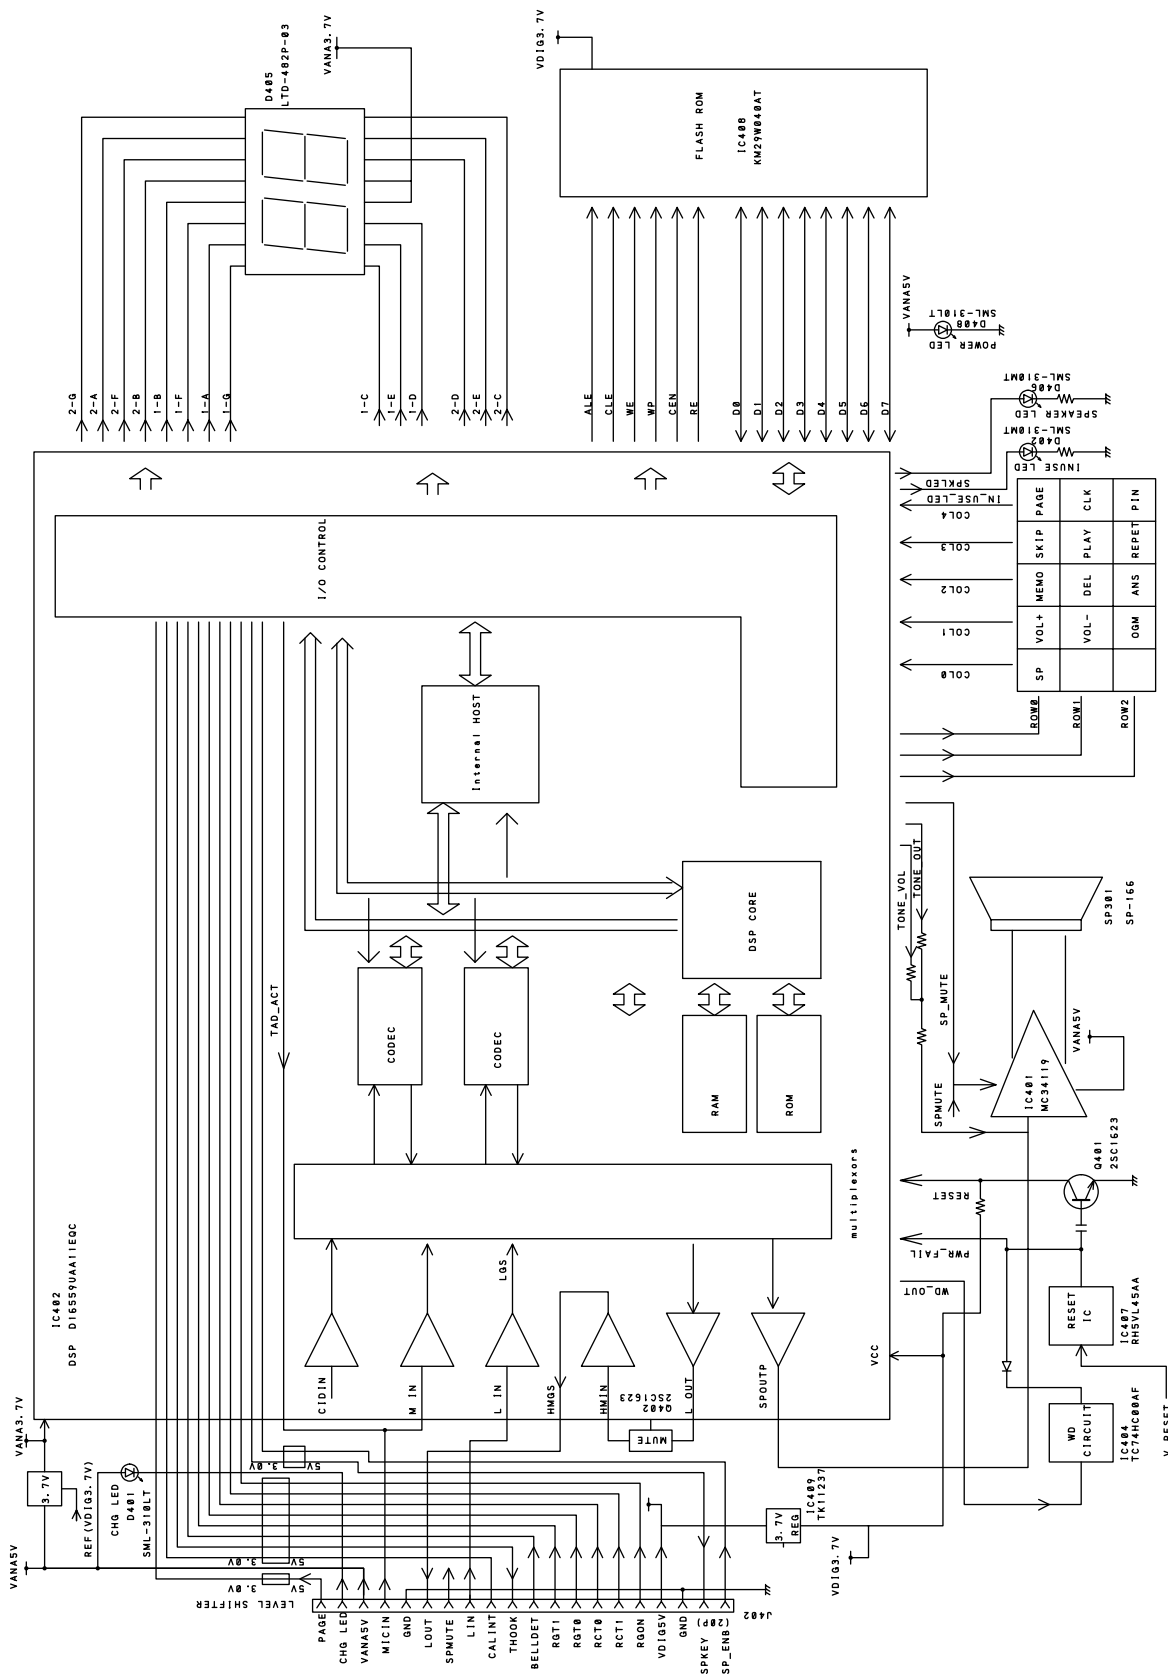 D405
LTD-482P-03
VANA3.7V
VDIG3.7V
FLASH ROM
IC408
KM29W040AT
2-G
2-A
2-F
2-B
1-B
1-F
1-A
1-G
1-C
1-E
1-D
2-D
2-E
2-C
ALE
CLE
WE
WP
CEN
RE
D0
D1
D2
D3
D4
D5
D6
D7
VANA5V
POWER LED
D408
SML-310LT
SPEAKER LED
D406
SML-310MT
INUSE LED
D402
SML-310MT
SPKLED
IN_USE_LED
COL4
COL3
COL2
COL1
COL0
SP
VOL+
MEMO
SKIP
PAGE
VOL-
DEL
PLAY
CLK
OGM
ANS
REPET
PIN
ROW0
ROW1
ROW2
I/O CONTROL
Internal HOST
DSP CORE
TAD_ACT
CODEC
CODEC
RAM
ROM
multiplexors
TONE_VOL
TONE OUT
SP_MUTE
SPMUTE
SP301
SP-166
VANA5V
IC401
MC34119
Q401
2SC1623
RESET
PWR_FAIL
WD_OUT
RESET
IC
IC407
RH5VL45AA
WD
CIRCUIT
IC404
TC74HC00AF
V_RESET
IC402
DSP D16559UAA11EQC
CIDIN
M IN
L IN
LGS
HMGS
HMIN
Q402
2SC1623
MUTE
L OUT
SPOUTP
VCC
VANA3.7V
3.7V
VANA5V
REF(VDIG3.7V)
CHG LED
D401
SML-310LT
5V 3.0V
5V 3.0V
5V 3.0V
LEVEL SHIFTER
3.7V
REG
IC409
TK11237
VDIG3.7V
PAGE
CHG LED
VANA5V
MICIN
GND
LOUT
SPMUTE
LIN
CALINT
THOOK
BELLDET
RGT1
RGT0
RCT0
RCT1
RGON
VDIG5V
GND
SPKEY
SP_ENB
J402
(20P)